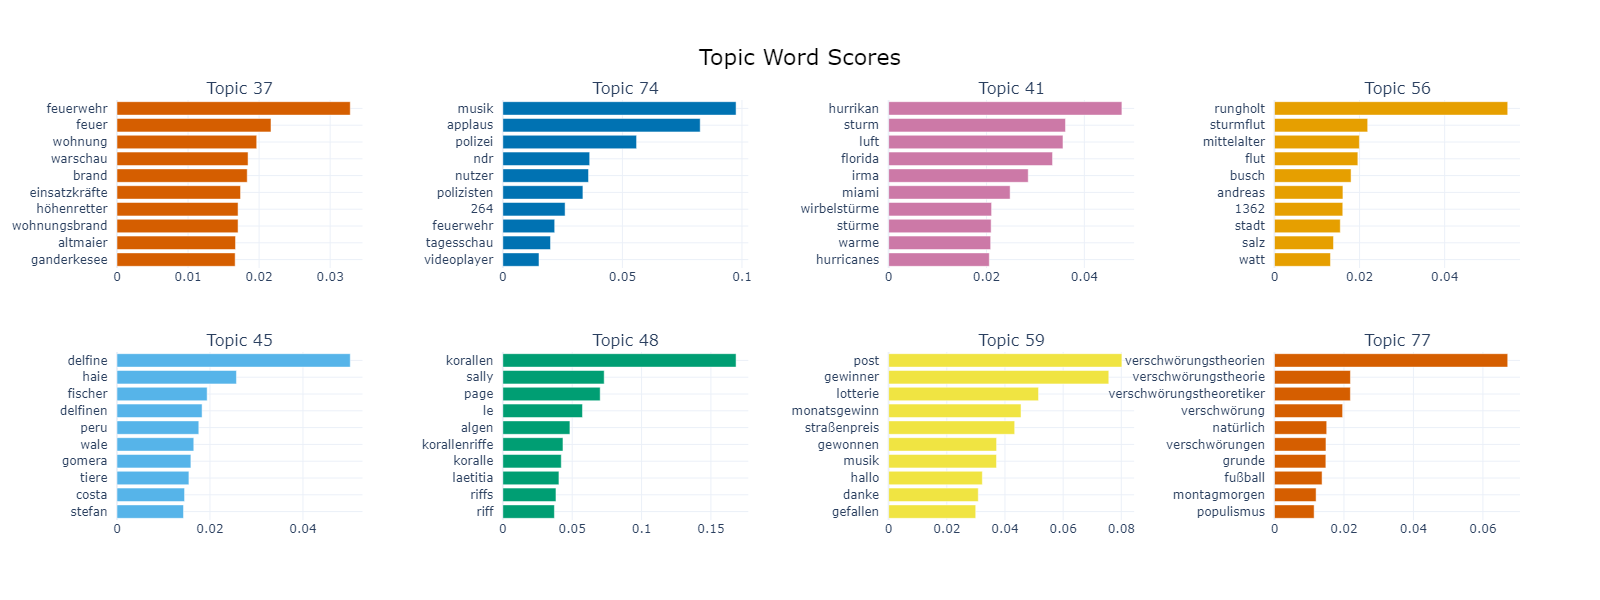 Topic Word Scores
Topic 37
feuerwehr
feuer
wohnung
warschau
brand
einsatzkräfte
höhenretter
wohnungsbrand
altmaier
ganderkesee
0 0.01 0.02 0.03
Topic 74
musik
applaus
polizei
ndr
nutzer
polizisten
264
feuerwehr
tagesschau
videoplayer
0 0.05 0.1
Topic 41
hurrikan
sturm
luft
florida
irma
miami
wirbelstürme
stürme
warme
hurricanes
0 0.02 0.04
Topic 56
rungholt
sturmflut
mittelalter
flut
busch
andreas
1362
stadt
salz
watt
0 0.02 0.04
Topic 45
delfine
haie
fischer
delfinen
peru
wale
gomera
tiere
costa
stefan
0 0.02 0.04
Topic 48
korallen
sally
page
le
algen
korallenriffe
koralle
laetitia
riffs
riff
0 0.05 0.1 0.15
Topic 59
post
gewinner
lotterie
monatsgewinn
straßenpreis
gewonnen
musik
hallo
danke
gefallen
0 0.02 0.04 0.06 0.08
Topic 77
verschwörungstheorien
verschwörungstheorie
verschwörungstheoretiker
verschwörung
natürlich
verschwörungen
grunde
fußball
montagmorgen
populismus
0 0.02 0.04 0.06